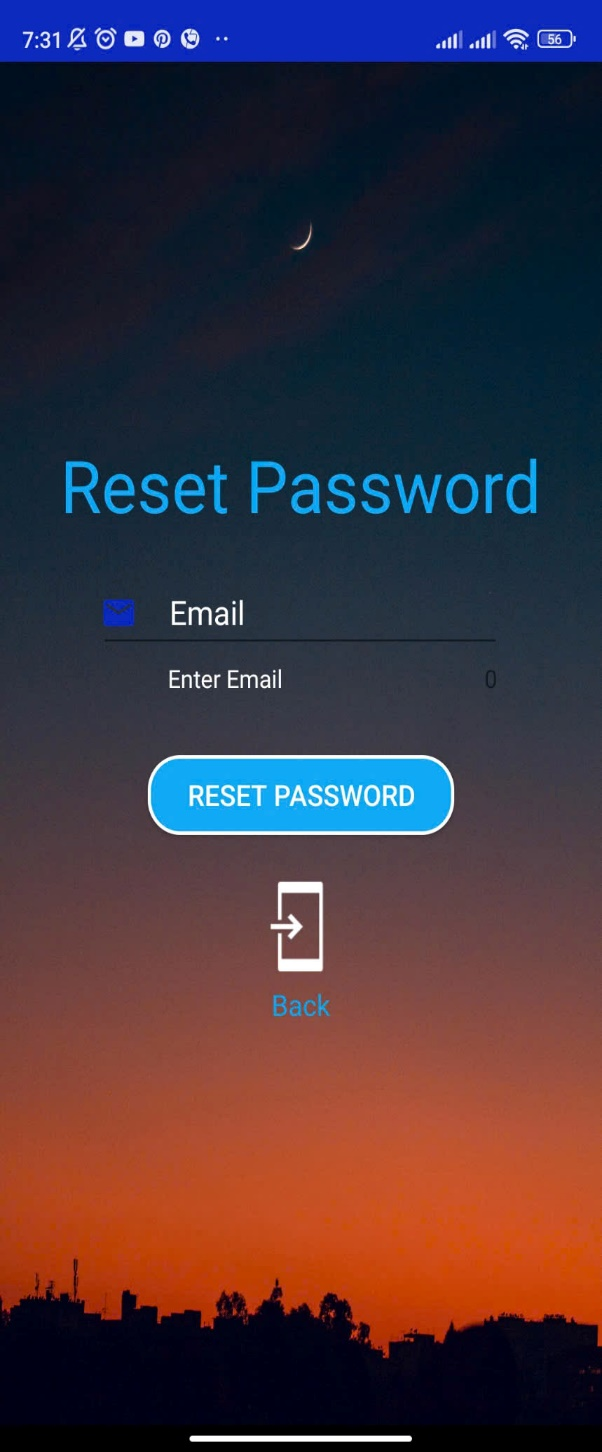 7:31
56
Reset Password
Email
Enter Email
0
RESET PASSWORD
Back